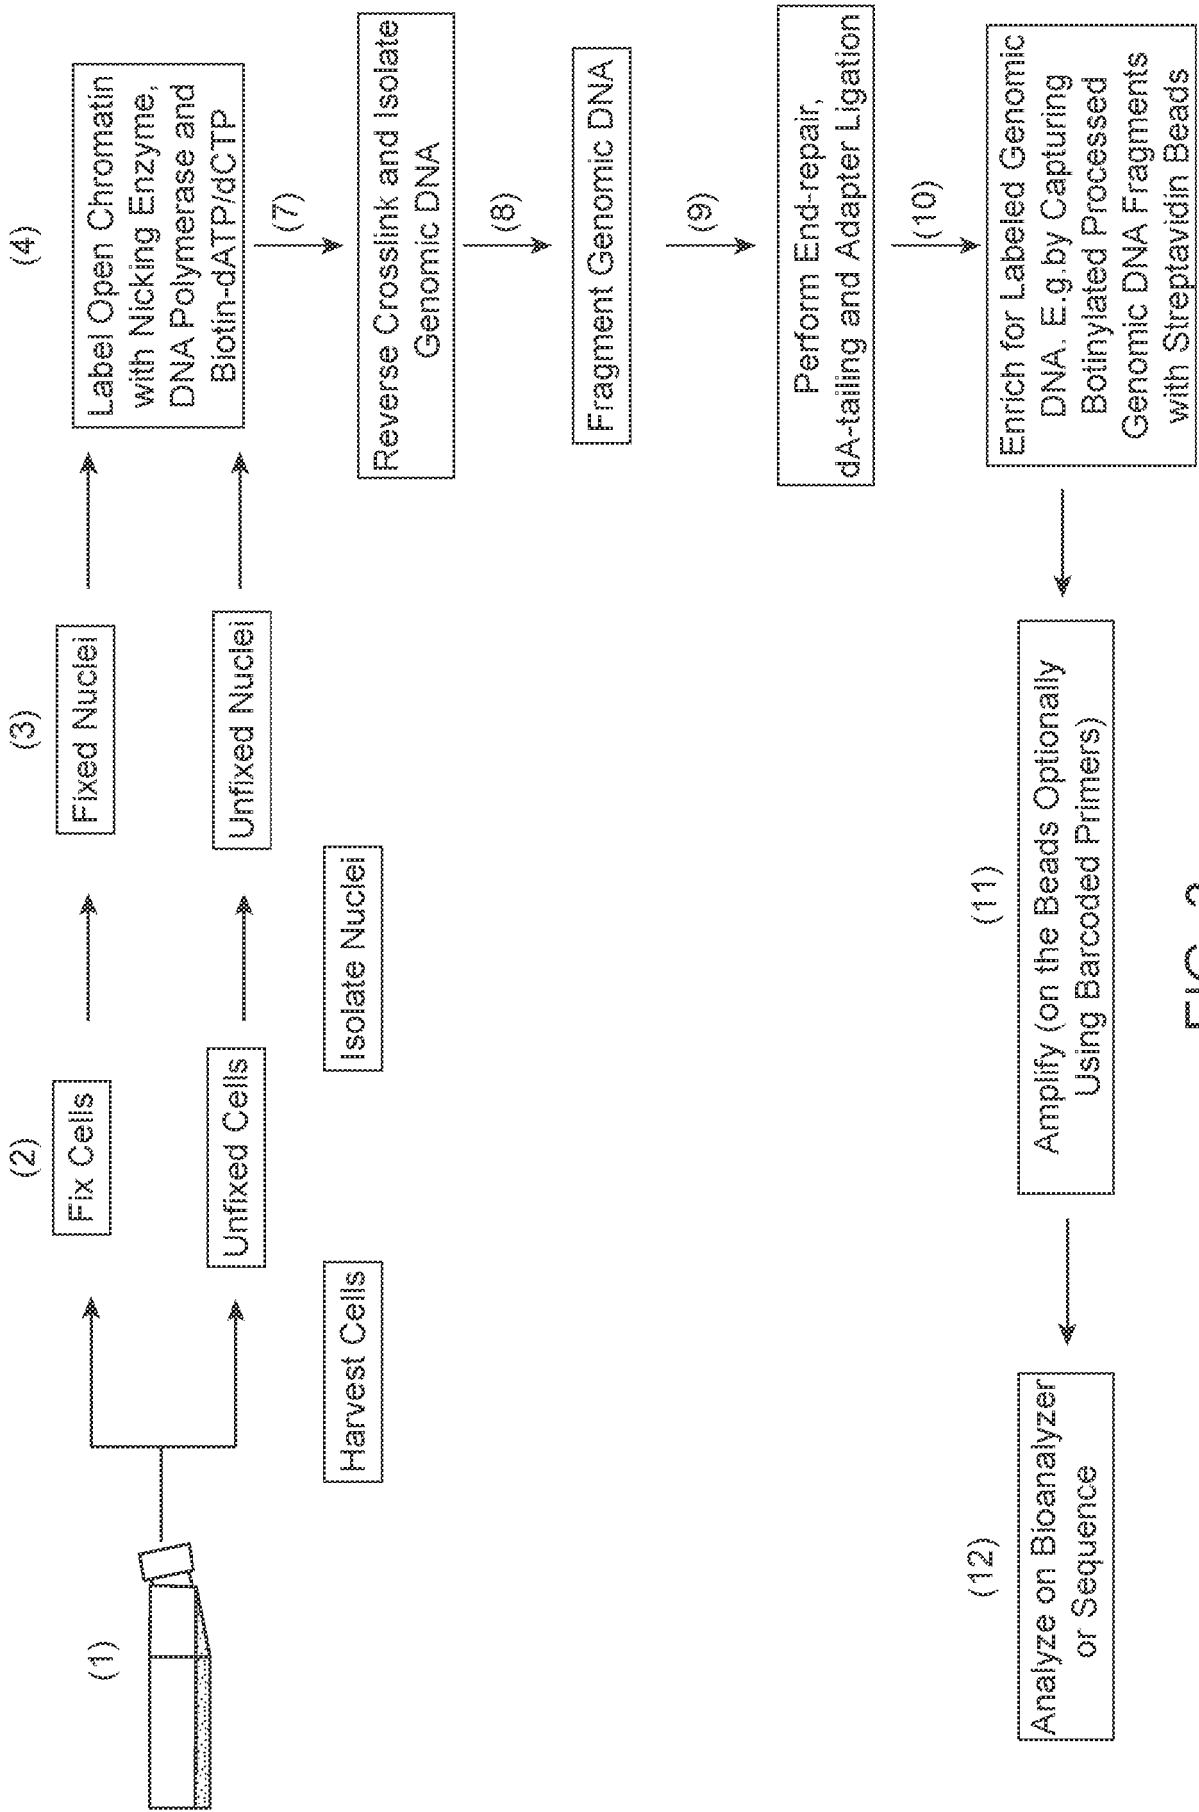 (1)
(2)
Fix Cells
Unfixed Cells
Harvest Cells
(3)
Fixed Nuclei
Unfixed Nuclei
Isolate Nuclei
(4)
Label Open Chromatin
with Nicking Enzyme,
DNA Polymerase and
Biotin-dATP/dCTP
(7)
Reverse Crosslink and Isolate
Genomic DNA
(8)
Fragment Genomic DNA
(9)
Perform End-repair,
dA-tailing and Adapter Ligation
(10)
Enrich for Labeled Genomic
DNA. E.g.by Capturing
Botinylated Processed
Genomic DNA Fragments
with Streptavidin Beads
(11)
Amplify (on the Beads Optionally
Using Barcoded Primers)
(12)
Analyze on Bioanalyzer
or Sequence